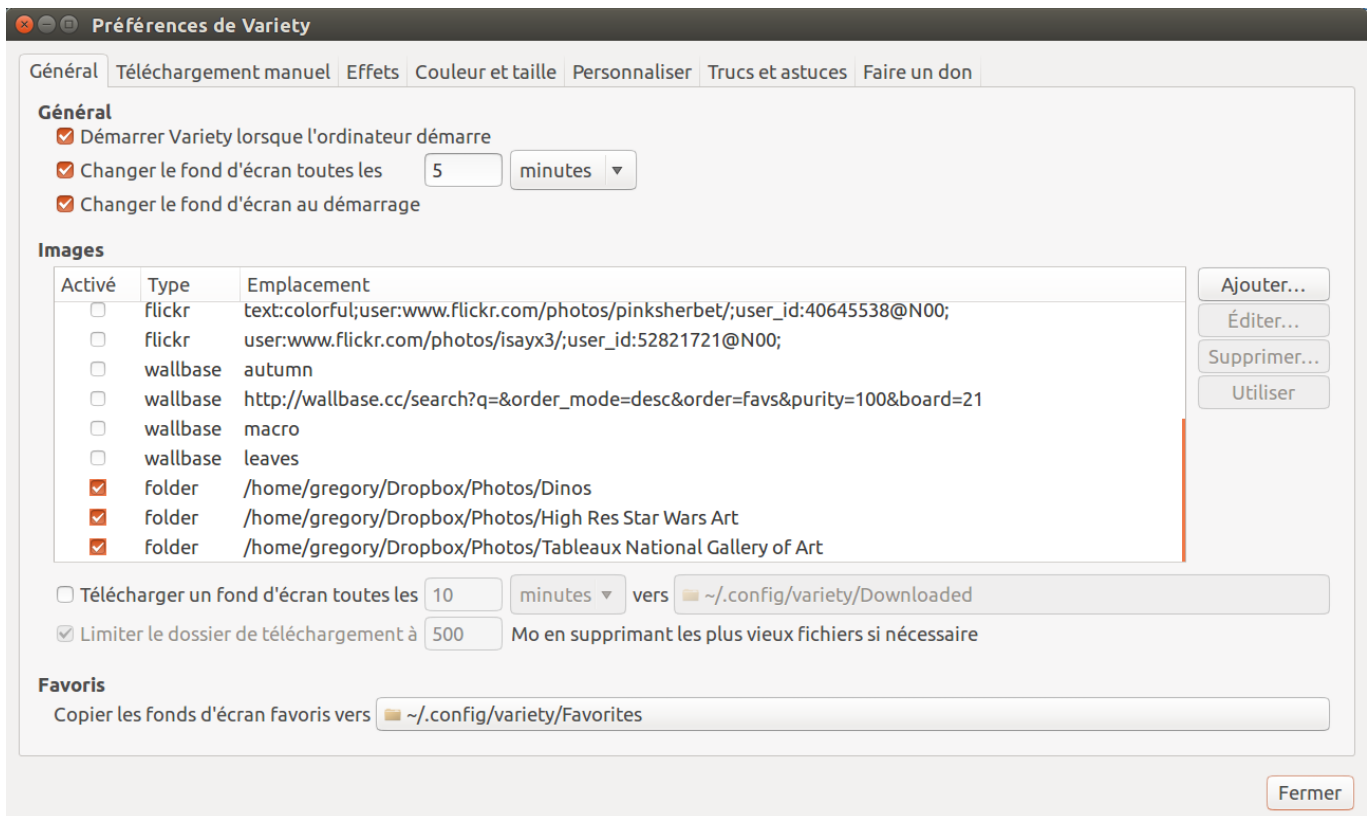 Préférences de Variety
Général Téléchargement manuel Effets Couleur et taille Personnaliser Trucs et astuces Faire un don
Général
Démarrer Variety lorsque l'ordinateur démarre
Changer le fond d'écran toutes les 5 minutes
Changer le fond d'écran au démarrage
Images
Activé Type Emplacement
flickr text:colorful;user:www.flickr.com/photos/pinksherbet/;user_id:40645538@N00;
flickr user:www.flickr.com/photos/isayx3/;user_id:52821721@N00;
wallbase autumn
wallbase http://wallbase.cc/search?q=&order_mode=desc&order=favs&purity=100&board=21
wallbase macro
wallbase leaves
folder /home/gregory/Dropbox/Photos/Dinos
folder /home/gregory/Dropbox/Photos/High Res Star Wars Art
folder /home/gregory/Dropbox/Photos/Tableaux National Gallery of Art
Ajouter...
Éditer...
Supprimer...
Utiliser
Télécharger un fond d'écran toutes les 10 minutes vers ~/.config/variety/Downloaded
Limiter le dossier de téléchargement à 500 Mo en supprimant les plus vieux fichiers si nécessaire
Favoris
Copier les fonds d'écran favoris vers ~/.config/variety/Favorites
Fermer